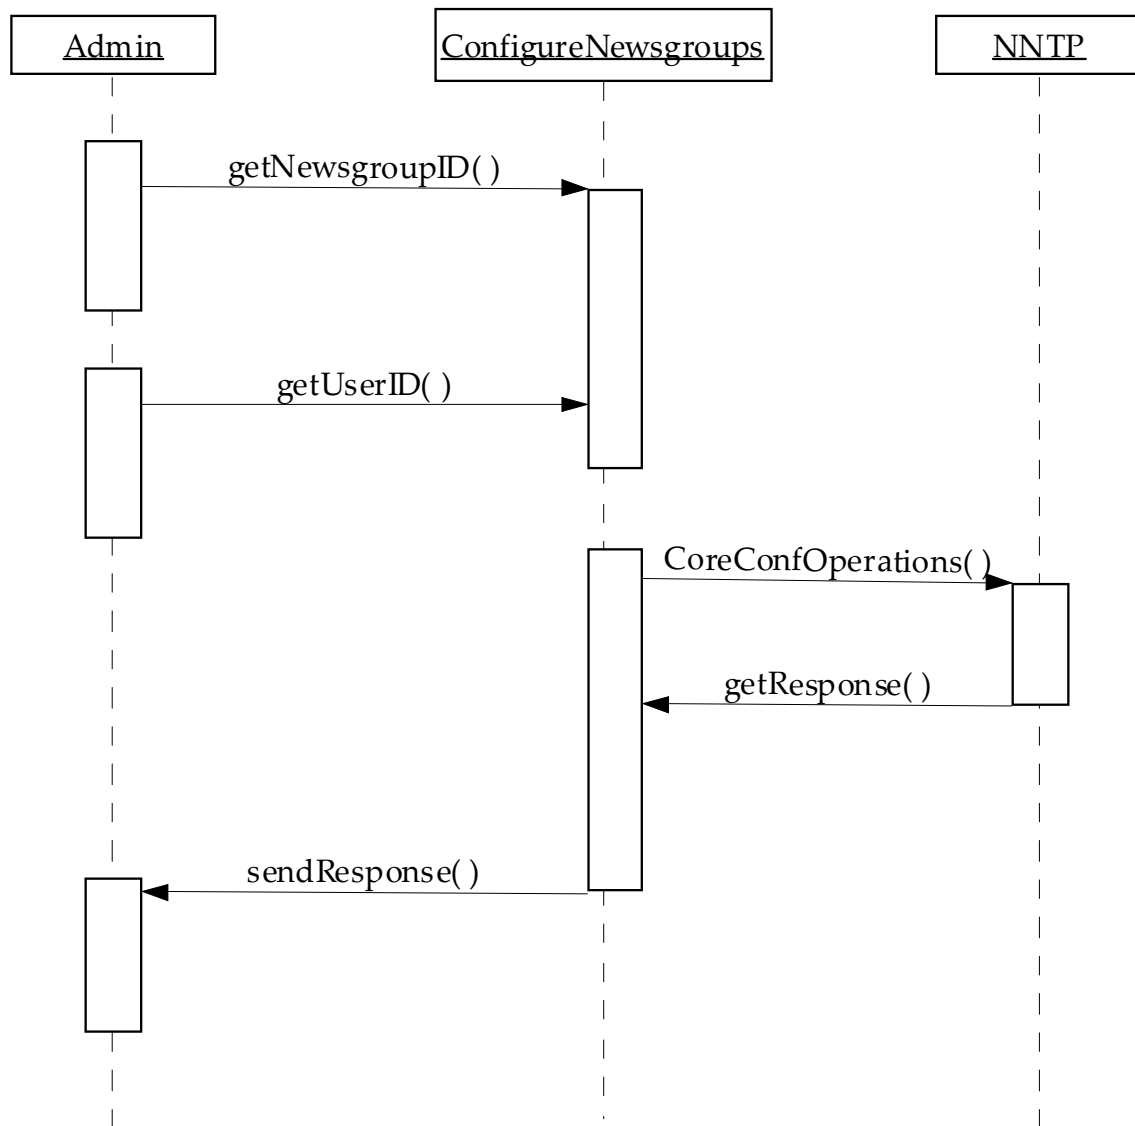 Admin
ConfigureNewsgroups
NNTP
getNewsgroupID( )
getUserID( )
CoreConfOperations( )
getResponse( )
sendResponse( )